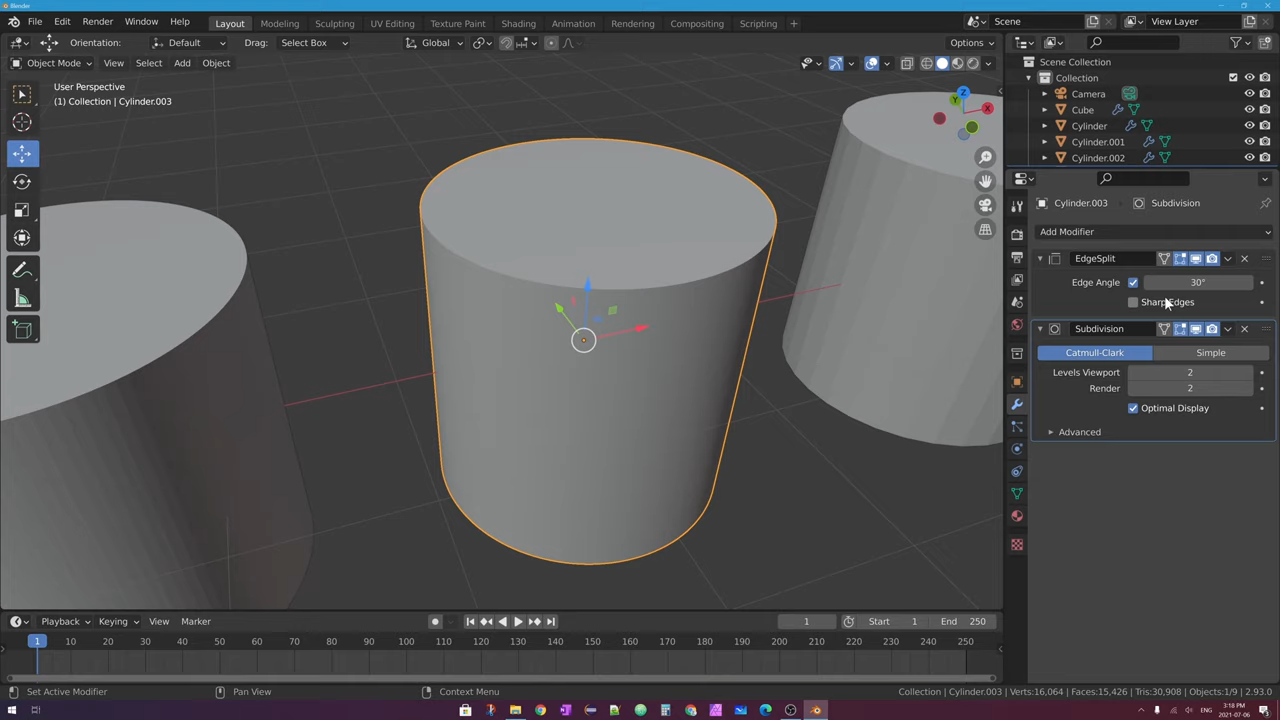 Blender
File Edit Render Window Help Layout Modeling Sculpting UV Editing Texture Paint Shading Animation Rendering Compositing Scripting + Scene View Layer
Orientation: Default Drag: Select Box Global Options
Object Mode View Select Add Object
User Perspective
(1) Collection | Cylinder.003
Z
Y
X
Scene Collection
Collection
Camera
Cube
Cylinder
Cylinder.001
Cylinder.002
Cylinder.003 Subdivision
Add Modifier
EdgeSplit
Edge Angle 30°
Sharp Edges
Subdivision
Catmull-Clark Simple
Levels Viewport 2
Render 2
Optimal Display
Advanced
Playback Keying View Marker 1 Start 1 End 250
1 10 20 30 40 50 60 70 80 90 100 110 120 130 140 150 160 170 180 190 200 210 220 230 240 250
Set Active Modifier Pan View Context Menu Collection | Cylinder.003 | Verts:16,064 | Faces:15,426 | Tris:30,908 | Objects:1/9 | 2.93.0
3:18 PM
2021-07-06